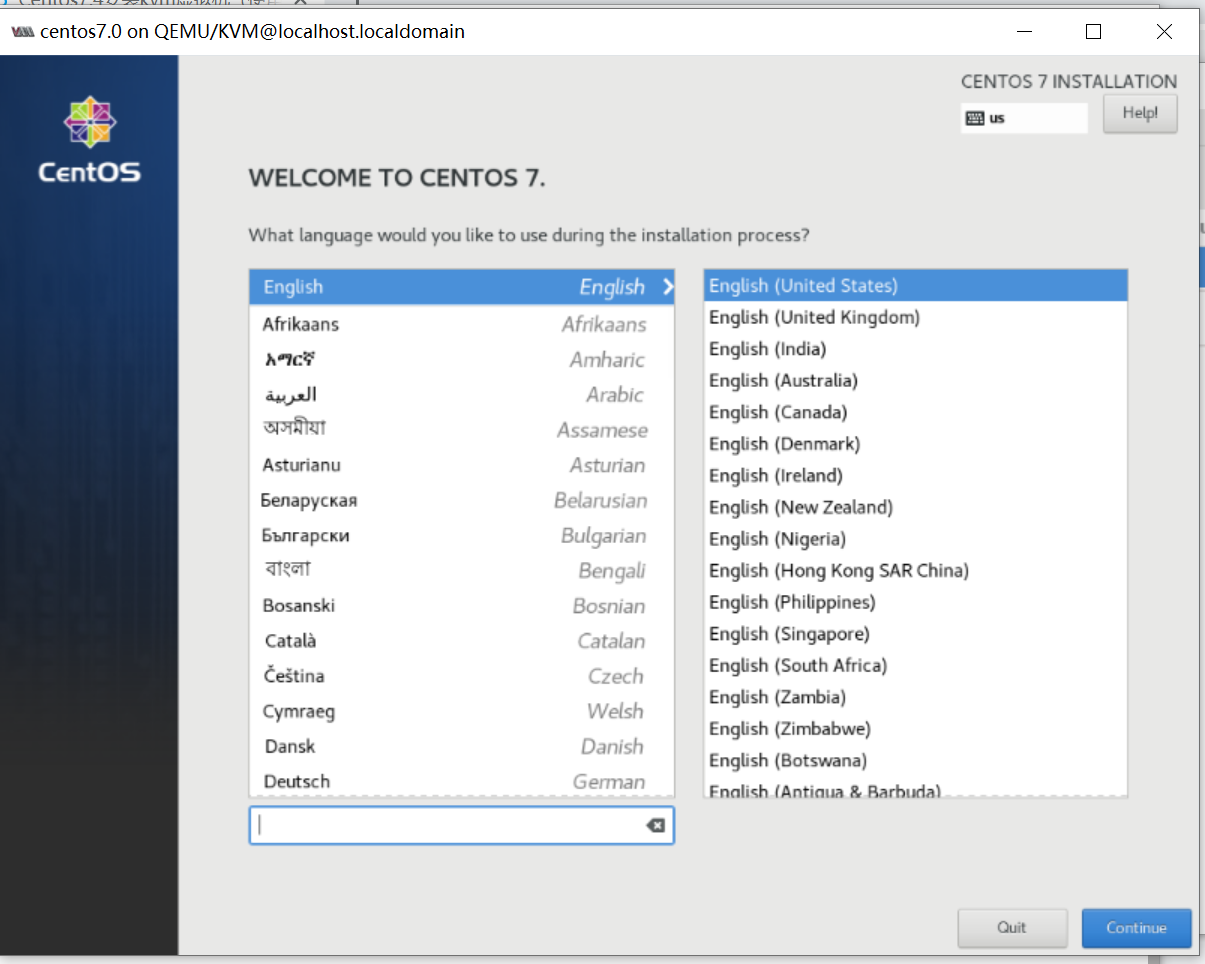 centos7.0 on QEMU/KVM@localhost.localdomain
CentOS
CENTOS 7 INSTALLATION
us
Help!
WELCOME TO CENTOS 7.
What language would you like to use during the installation process?
English English
Afrikaans Afrikaans
አማርኛ Amharic
العربية Arabic
অসমীয়া Assamese
Asturianu Asturian
Беларуская Belarusian
Български Bulgarian
বাংলা Bengali
Bosanski Bosnian
Català Catalan
Čeština Czech
Cymraeg Welsh
Dansk Danish
Deutsch German
English (United States)
English (United Kingdom)
English (India)
English (Australia)
English (Canada)
English (Denmark)
English (Ireland)
English (New Zealand)
English (Nigeria)
English (Hong Kong SAR China)
English (Philippines)
English (Singapore)
English (South Africa)
English (Zambia)
English (Zimbabwe)
English (Botswana)
English (Antigua & Barbuda)
Quit
Continue